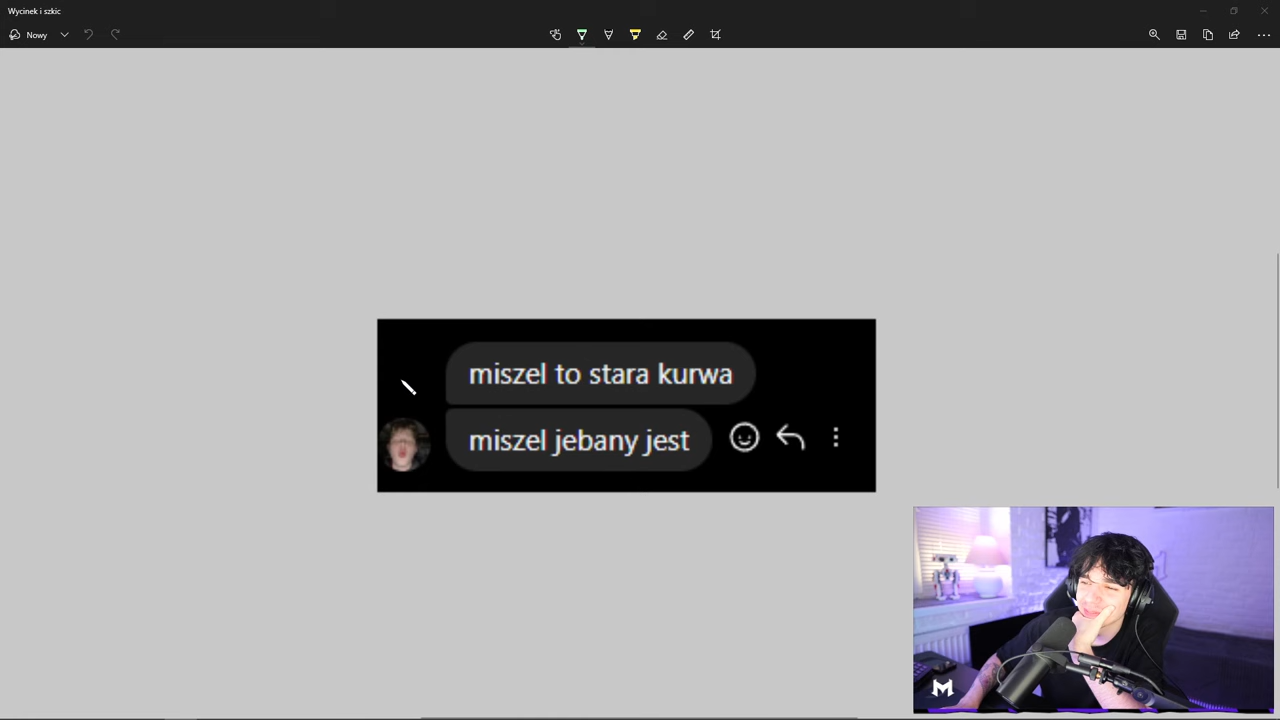 Wycinek i szkic
Nowy
miszel to stara kurwa
miszel jebany jest
M